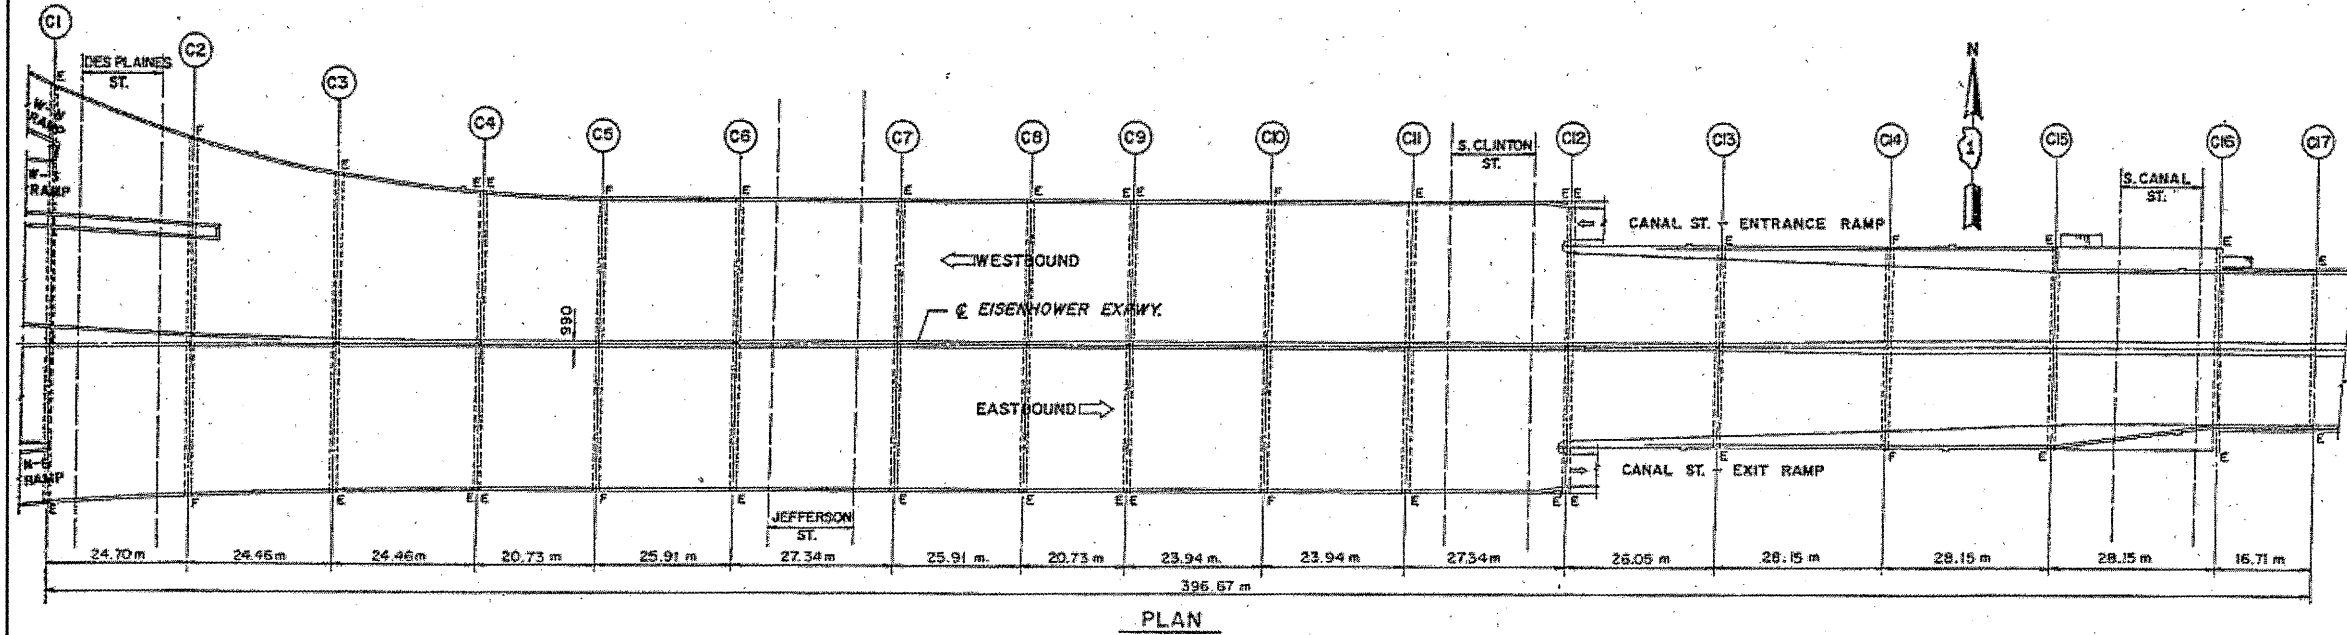 C1
C2
C3
C4
C5
C6
C7
C8
C9
C10
C11
C12
C13
C14
C15
C16
C17
N
DES PLAINES
ST.
S. CLINTON
ST.
S. CANAL
ST.
E
F
E
E E
F
E
E
E
E E
F
E
E E
E
F
E
E
E
RAMP
RAMP
CANAL ST. - ENTRANCE RAMP
WESTBOUND
℄ EISENHOWER EXPWY.
990
EASTBOUND
CANAL ST. - EXIT RAMP
RAMP
E
F
E
E E
F
E
E
E
E E
F
E
E E
E
F
E
E
E
JEFFERSON
ST.
24.70 m
24.46 m
24.46 m
20.73 m
25.91 m
27.34 m
25.91 m.
20.73 m
23.94 m.
23.94 m
27.34 m
26.05 m
28.15 m
28.15 m
28.15 m
16.71 m
396.67 m
PLAN